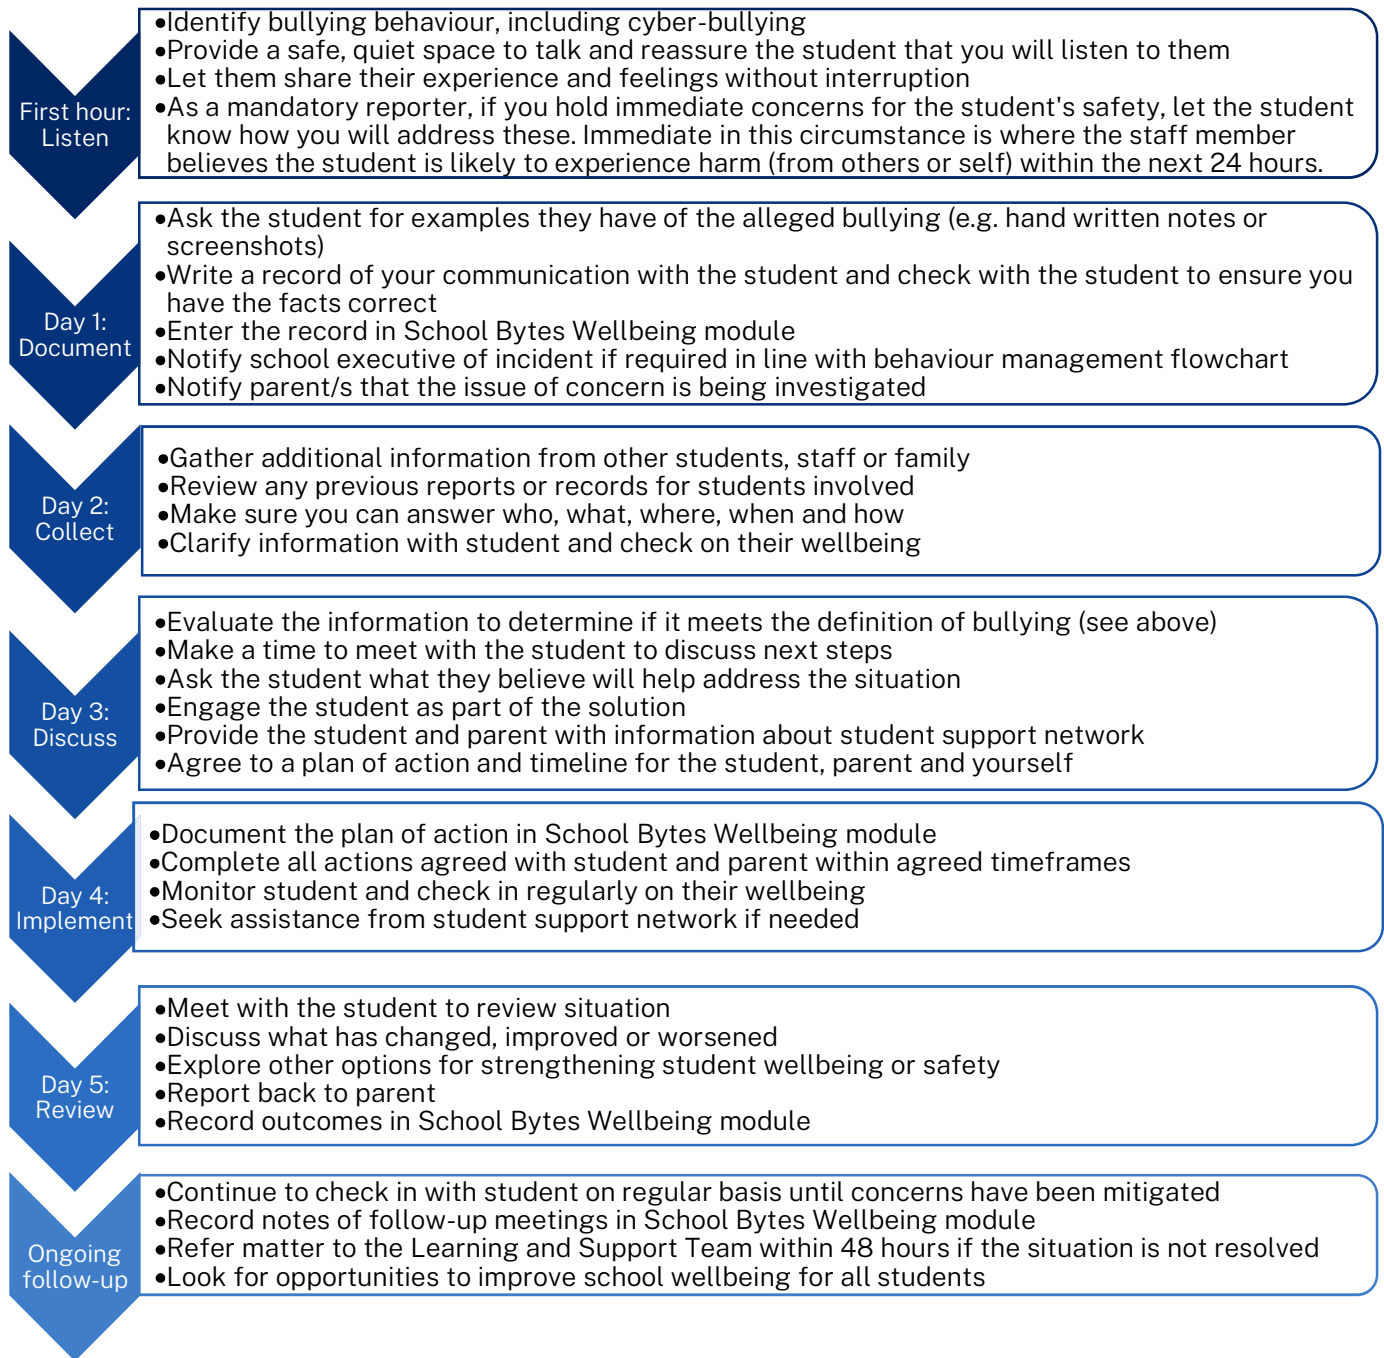 First hour:
Listen
•Identify bullying behaviour, including cyber-bullying
•Provide a safe, quiet space to talk and reassure the student that you will listen to them
•Let them share their experience and feelings without interruption
•As a mandatory reporter, if you hold immediate concerns for the student's safety, let the student
know how you will address these. Immediate in this circumstance is where the staff member
believes the student is likely to experience harm (from others or self) within the next 24 hours.
Day 1:
Document
•Ask the student for examples they have of the alleged bullying (e.g. hand written notes or
screenshots)
•Write a record of your communication with the student and check with the student to ensure you
have the facts correct
•Enter the record in School Bytes Wellbeing module
•Notify school executive of incident if required in line with behaviour management flowchart
•Notify parent/s that the issue of concern is being investigated
Day 2:
Collect
•Gather additional information from other students, staff or family
•Review any previous reports or records for students involved
•Make sure you can answer who, what, where, when and how
•Clarify information with student and check on their wellbeing
Day 3:
Discuss
•Evaluate the information to determine if it meets the definition of bullying (see above)
•Make a time to meet with the student to discuss next steps
•Ask the student what they believe will help address the situation
•Engage the student as part of the solution
•Provide the student and parent with information about student support network
•Agree to a plan of action and timeline for the student, parent and yourself
Day 4:
Implement
•Document the plan of action in School Bytes Wellbeing module
•Complete all actions agreed with student and parent within agreed timeframes
•Monitor student and check in regularly on their wellbeing
•Seek assistance from student support network if needed
Day 5:
Review
•Meet with the student to review situation
•Discuss what has changed, improved or worsened
•Explore other options for strengthening student wellbeing or safety
•Report back to parent
•Record outcomes in School Bytes Wellbeing module
Ongoing
follow-up
•Continue to check in with student on regular basis until concerns have been mitigated
•Record notes of follow-up meetings in School Bytes Wellbeing module
•Refer matter to the Learning and Support Team within 48 hours if the situation is not resolved
•Look for opportunities to improve school wellbeing for all students